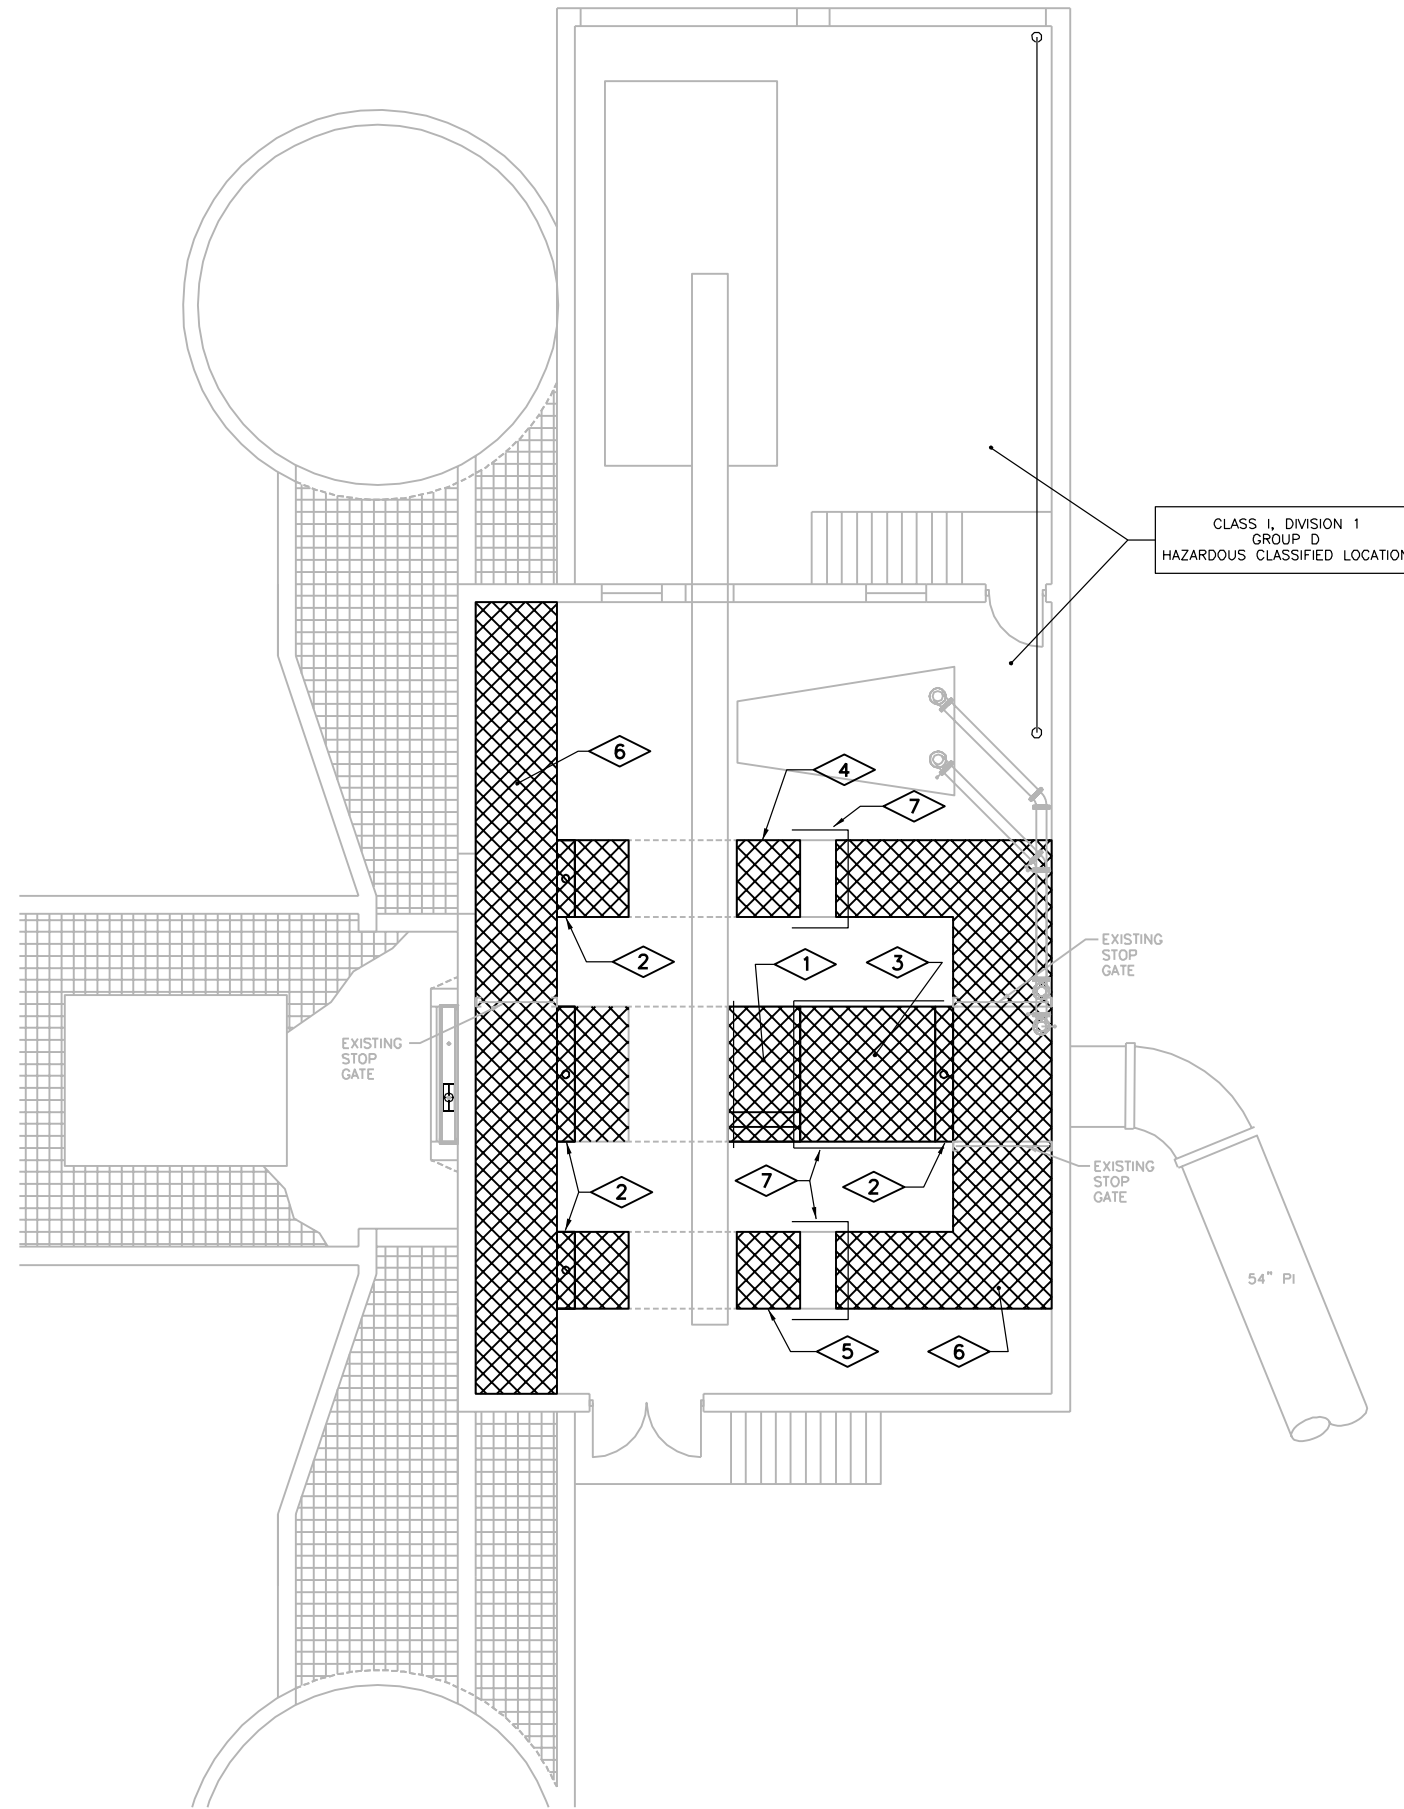 CLASS I, DIVISION 1
GROUP D
HAZARDOUS CLASSIFIED LOCATION
6
4
7
2
1
3
EXISTING
STOP
GATE
EXISTING
STOP
GATE
7
2
2
EXISTING
STOP
GATE
54" PI
5
6